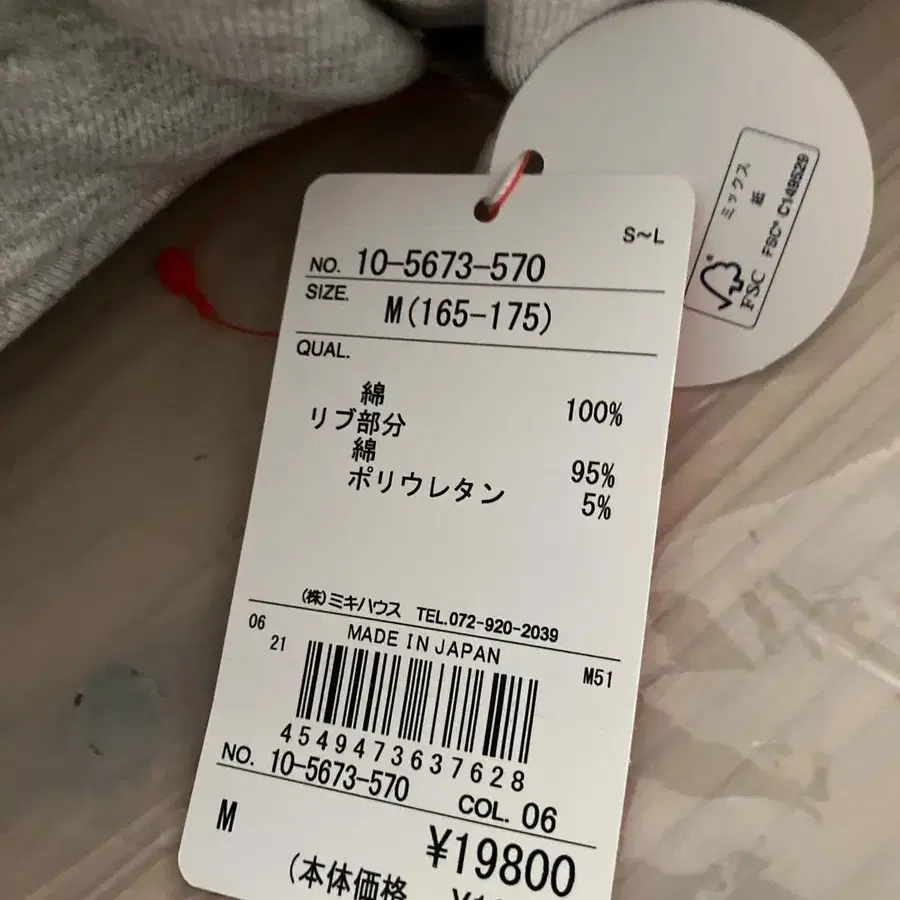 S~L
NO. 10-5673-570
SIZE.
M(165-175)
QUAL.
綿 100%
リブ部分
綿 95%
ポリウレタン 5%
(株)ミキハウス TEL.072-920-2039
06 MADE IN JAPAN
21 M51
4549473637628
NO. 10-5673-570
COL. 06
M
¥19800
(本体価格
ミックス
紙
FSC® C149529
FSC